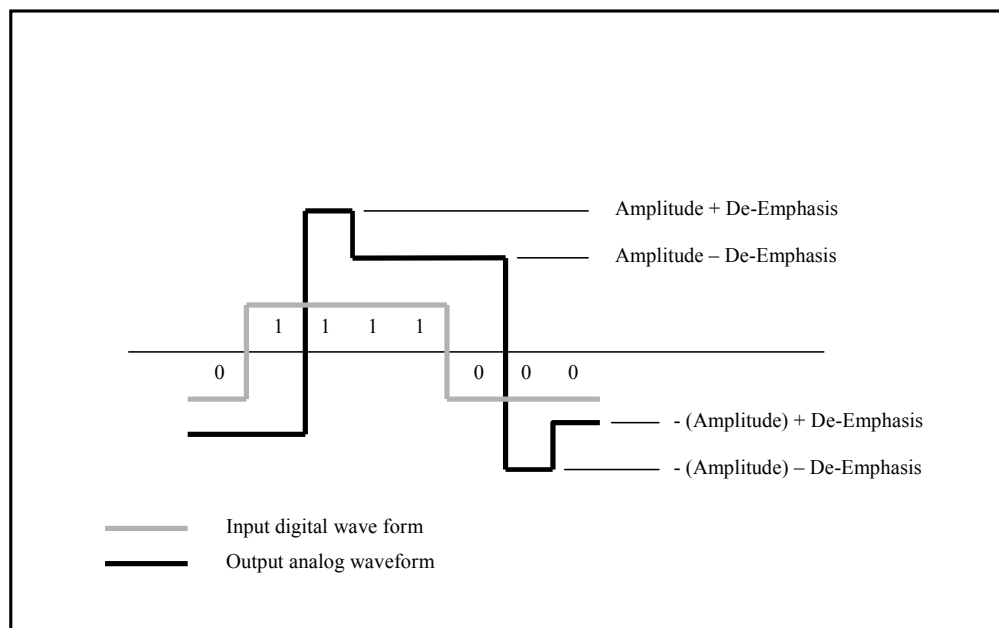 Amplitude + De-Emphasis
Amplitude – De-Emphasis
1 1 1 1
0 0 0 0
- (Amplitude) + De-Emphasis
- (Amplitude) – De-Emphasis
Input digital wave form
Output analog waveform